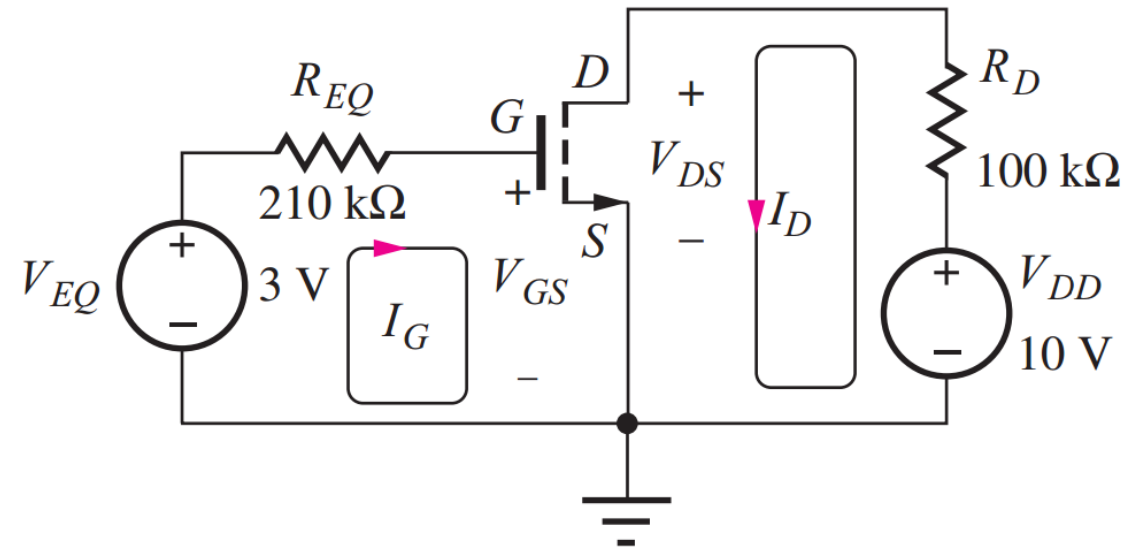 R_EQ
210 kΩ
V_EQ
+
−
3 V
I_G
G
D
S
+
V_GS
−
+
V_DS
−
I_D
R_D
100 kΩ
+
−
V_DD
10 V